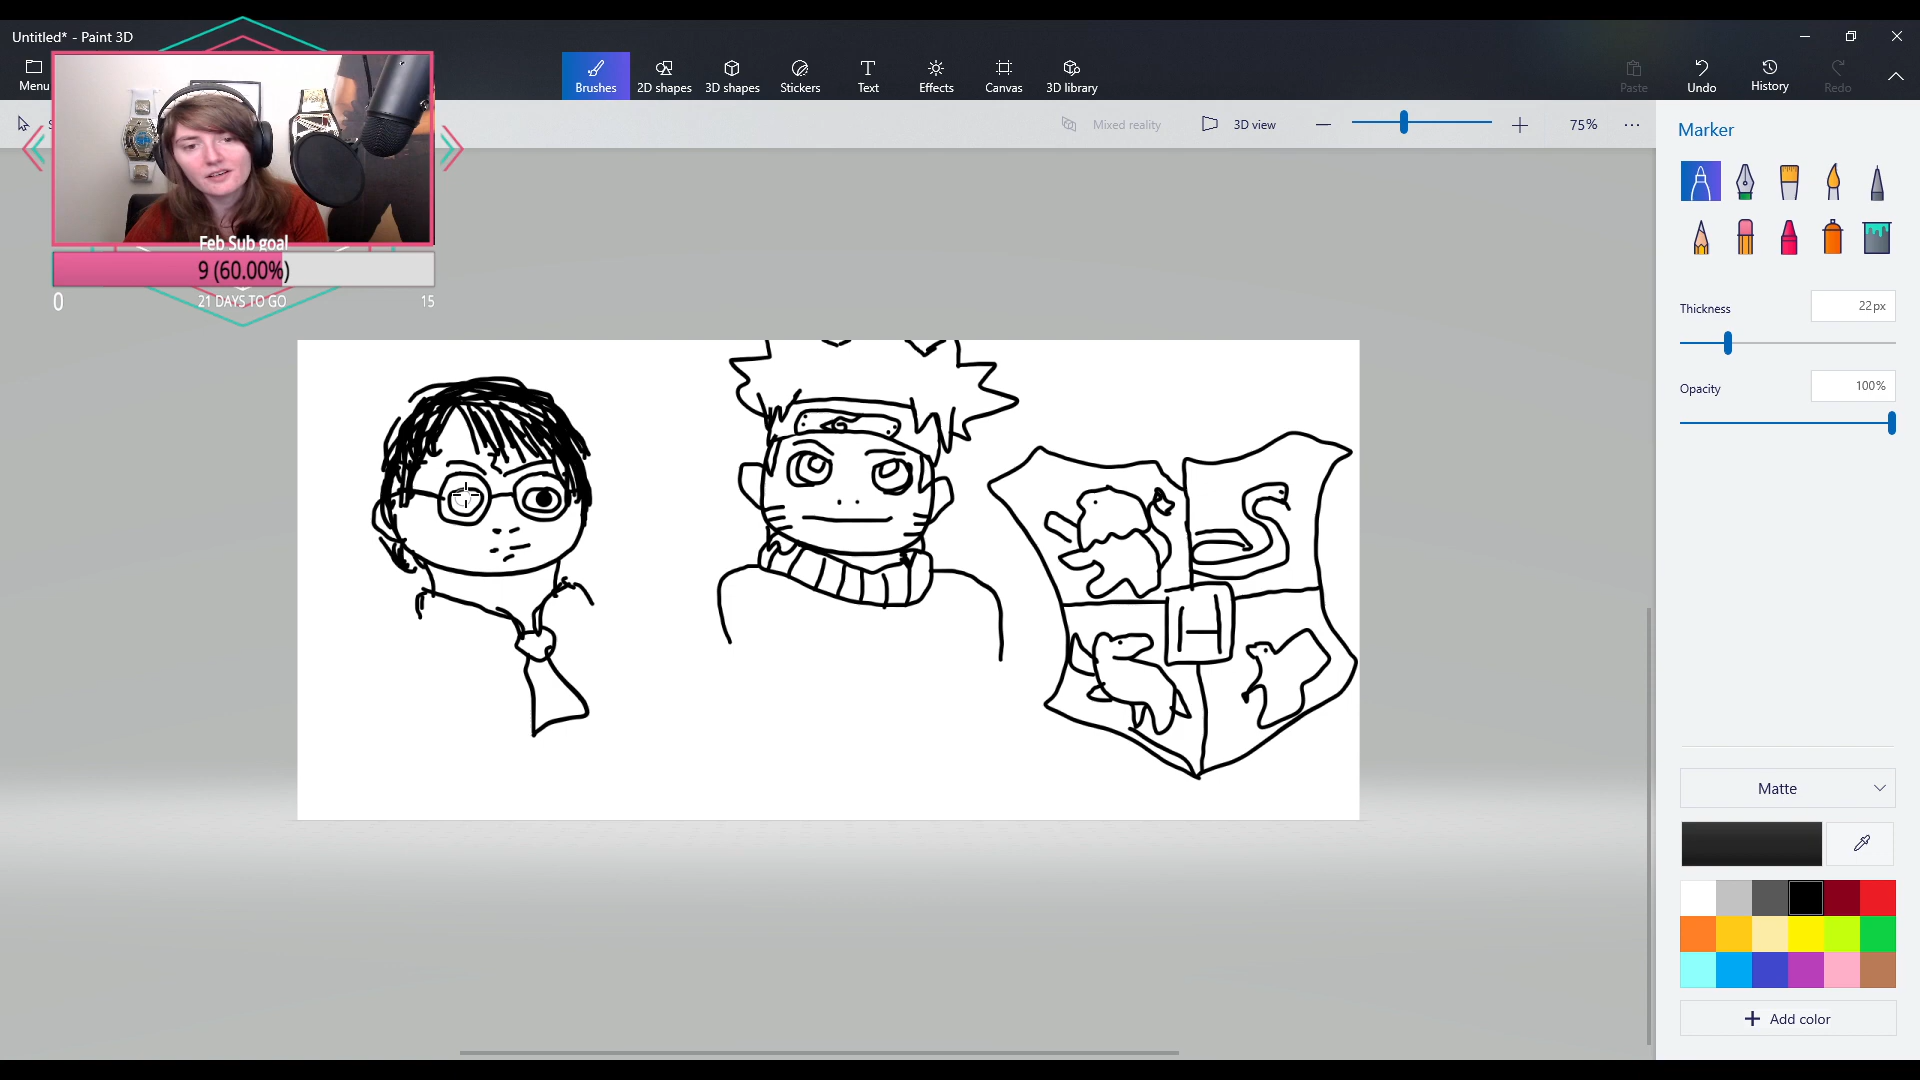 Untitled* - Paint 3D
Menu
Brushes
2D shapes
3D shapes
Stickers
Text
Effects
Canvas
3D library
Paste
Undo
History
Redo
Mixed reality
3D view
75%
Marker
Thickness
22px
Opacity
100%
Feb Sub goal
9 (60.00%)
0
21 DAYS TO GO
15
H
Matte
Add color